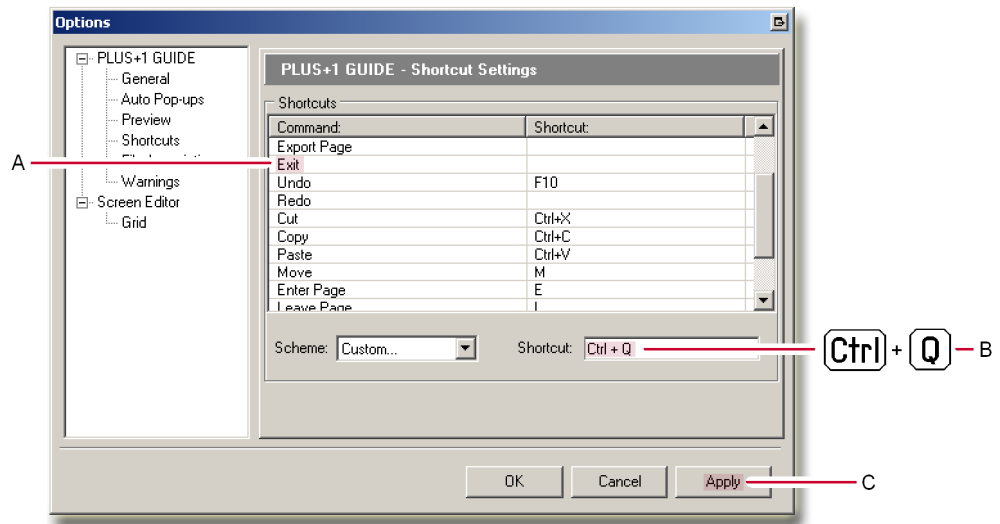 Options
PLUS+1 GUIDE
General
Auto Pop-ups
Preview
Shortcuts
Warnings
Screen Editor
Grid
PLUS+1 GUIDE - Shortcut Settings
Shortcuts
Command: Shortcut:
Export Page
Exit
Undo F10
Redo
Cut Ctrl+X
Copy Ctrl+C
Paste Ctrl+V
Move M
Enter Page E
Leave Page L
Scheme: Custom... Shortcut: Ctrl + Q
OK Cancel Apply
A
Ctrl + Q B
C